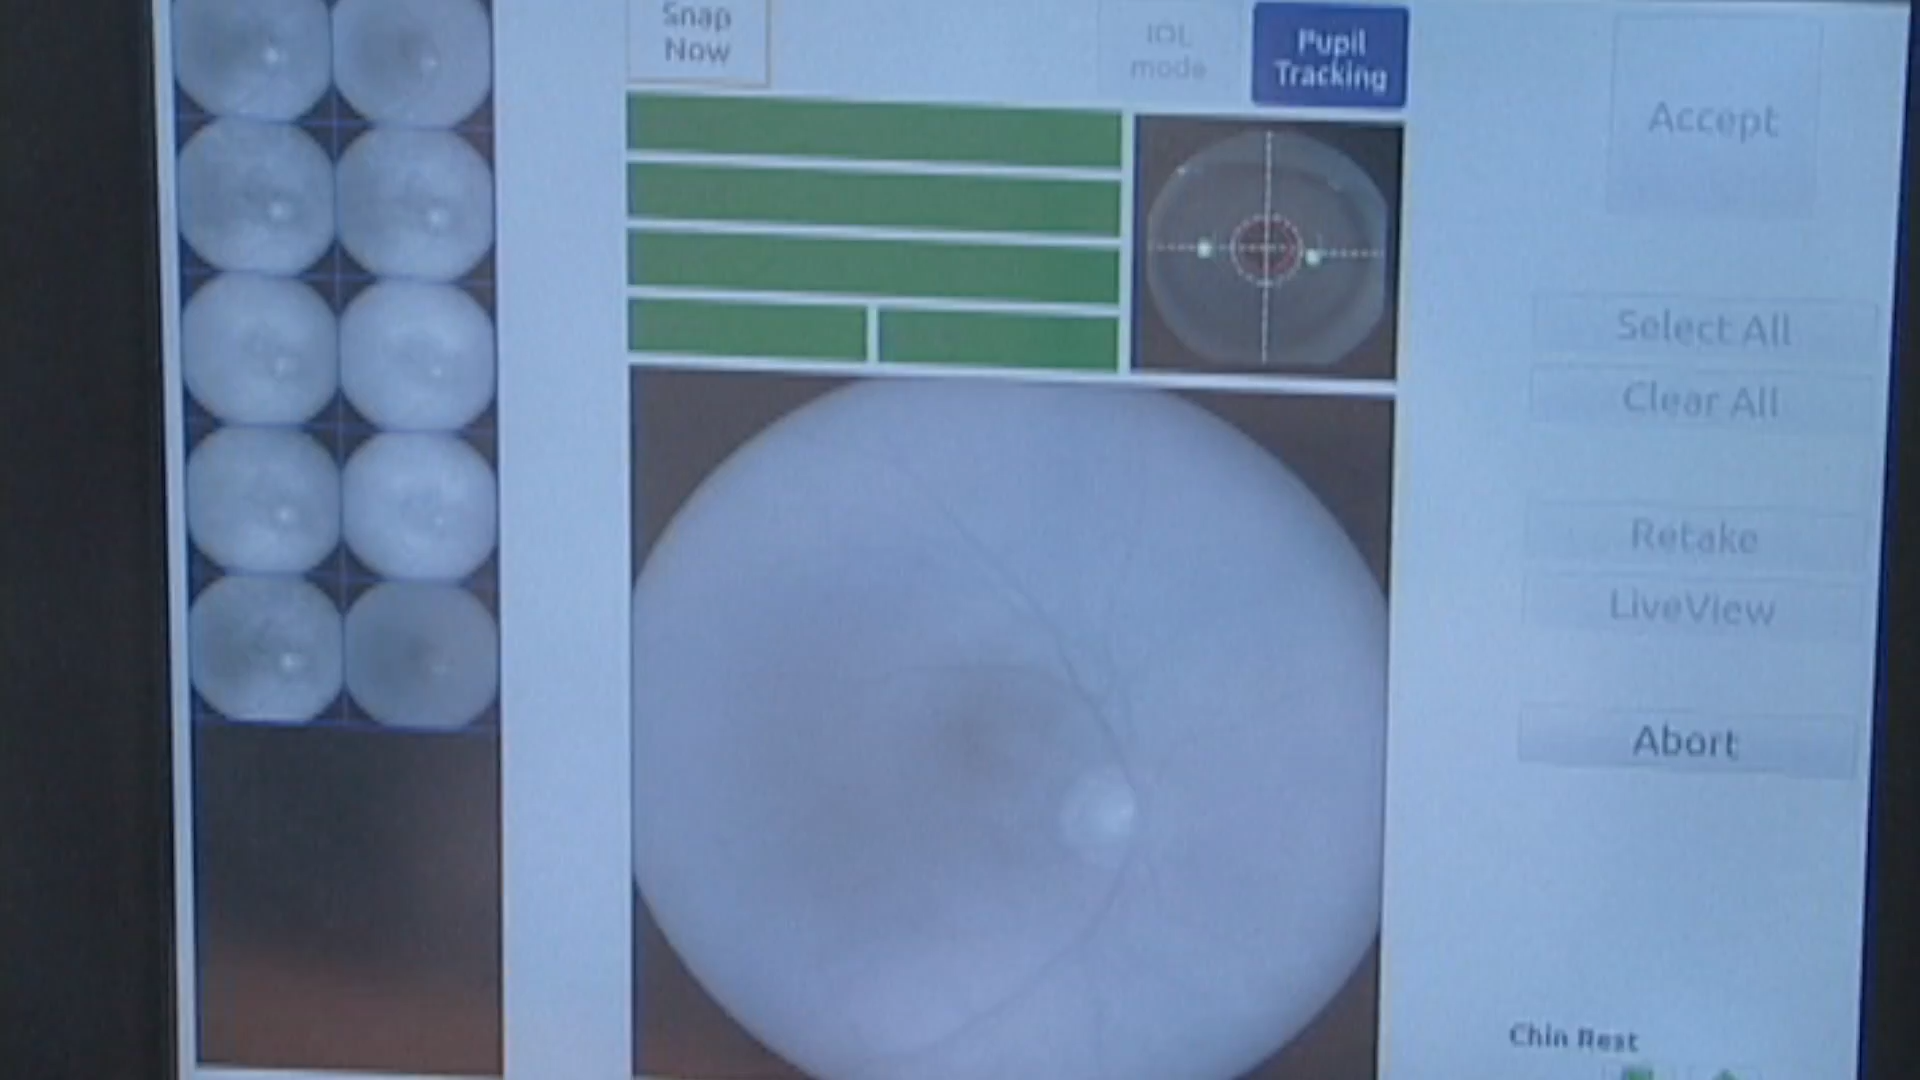 Snap
Now
IOL
mode
Pupil
Tracking
Accept
Select All
Clear All
Retake
LiveView
Abort
Chin Rest